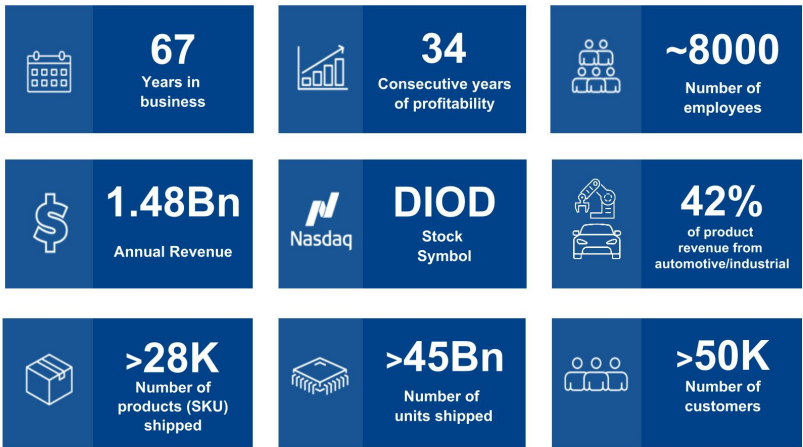 67
Years in
business
34
Consecutive years
of profitability
~8000
Number of
employees
1.48Bn
Annual Revenue
Nasdaq
DIOD
Stock
Symbol
42%
of product
revenue from
automotive/industrial
>28K
Number of
products (SKU)
shipped
>45Bn
Number of
units shipped
>50K
Number of
customers